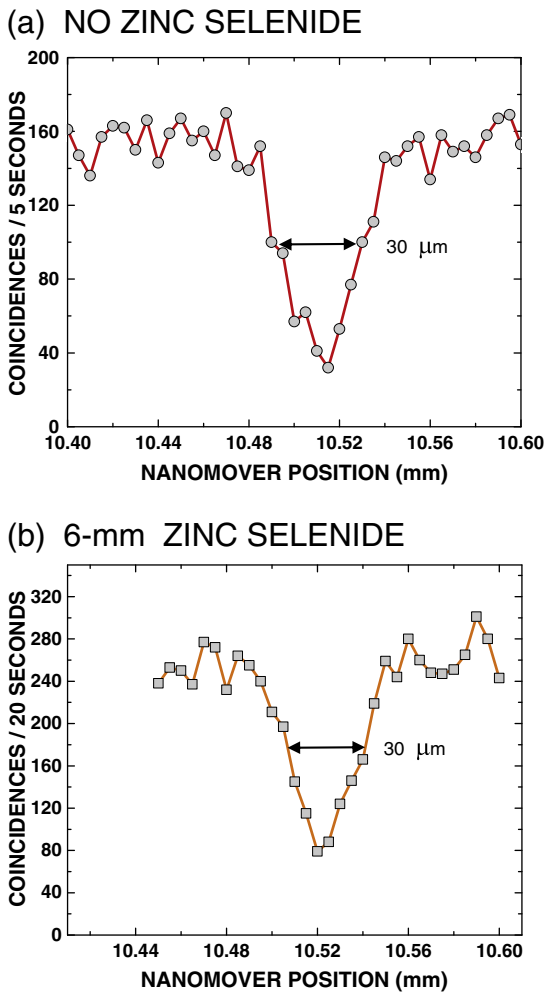 (a) NO ZINC SELENIDE
COINCIDENCES / 5 SECONDS
200
160
120
80
40
0
30 μm
10.40 10.44 10.48 10.52 10.56 10.60
NANOMOVER POSITION (mm)
(b) 6-mm ZINC SELENIDE
COINCIDENCES / 20 SECONDS
320
280
240
200
160
120
80
40
0
30 μm
10.44 10.48 10.52 10.56 10.60
NANOMOVER POSITION (mm)